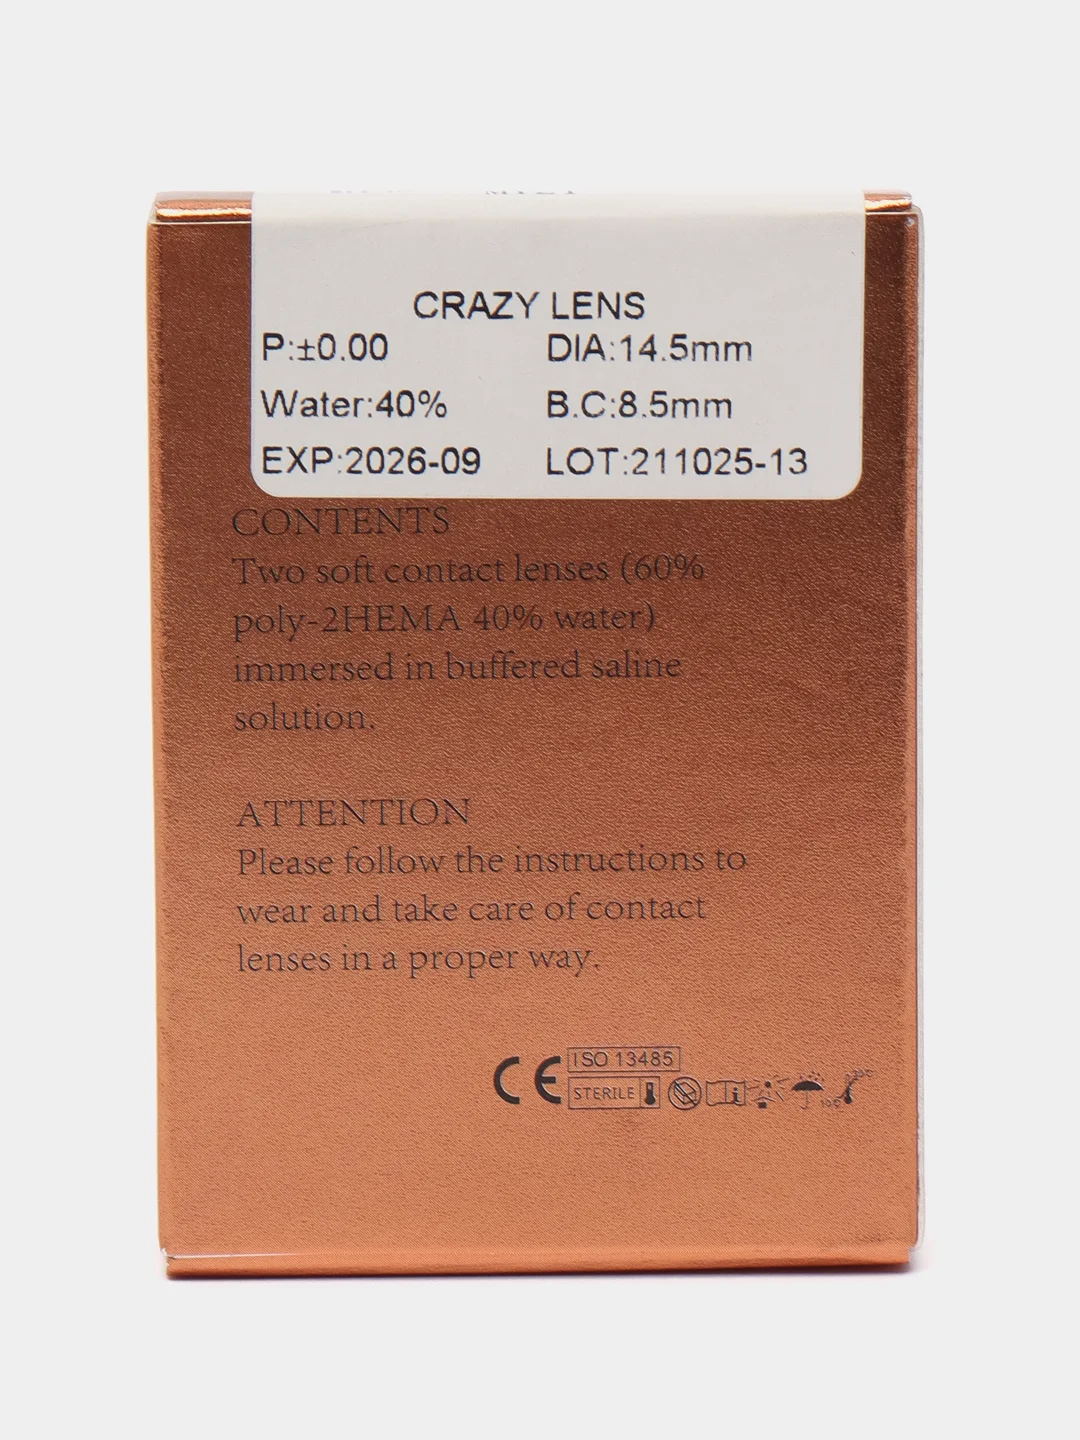 CRAZY LENS
P:±0.00 DIA:14.5mm
Water:40% B.C:8.5mm
EXP:2026-09 LOT:211025-13
CONTENTS
Two soft contact lenses (60%
poly-2HEMA 40% water)
immersed in buffered saline
solution.
ATTENTION
Please follow the instructions to
wear and take care of contact
lenses in a proper way.
CE ISO 13485
STERILE i